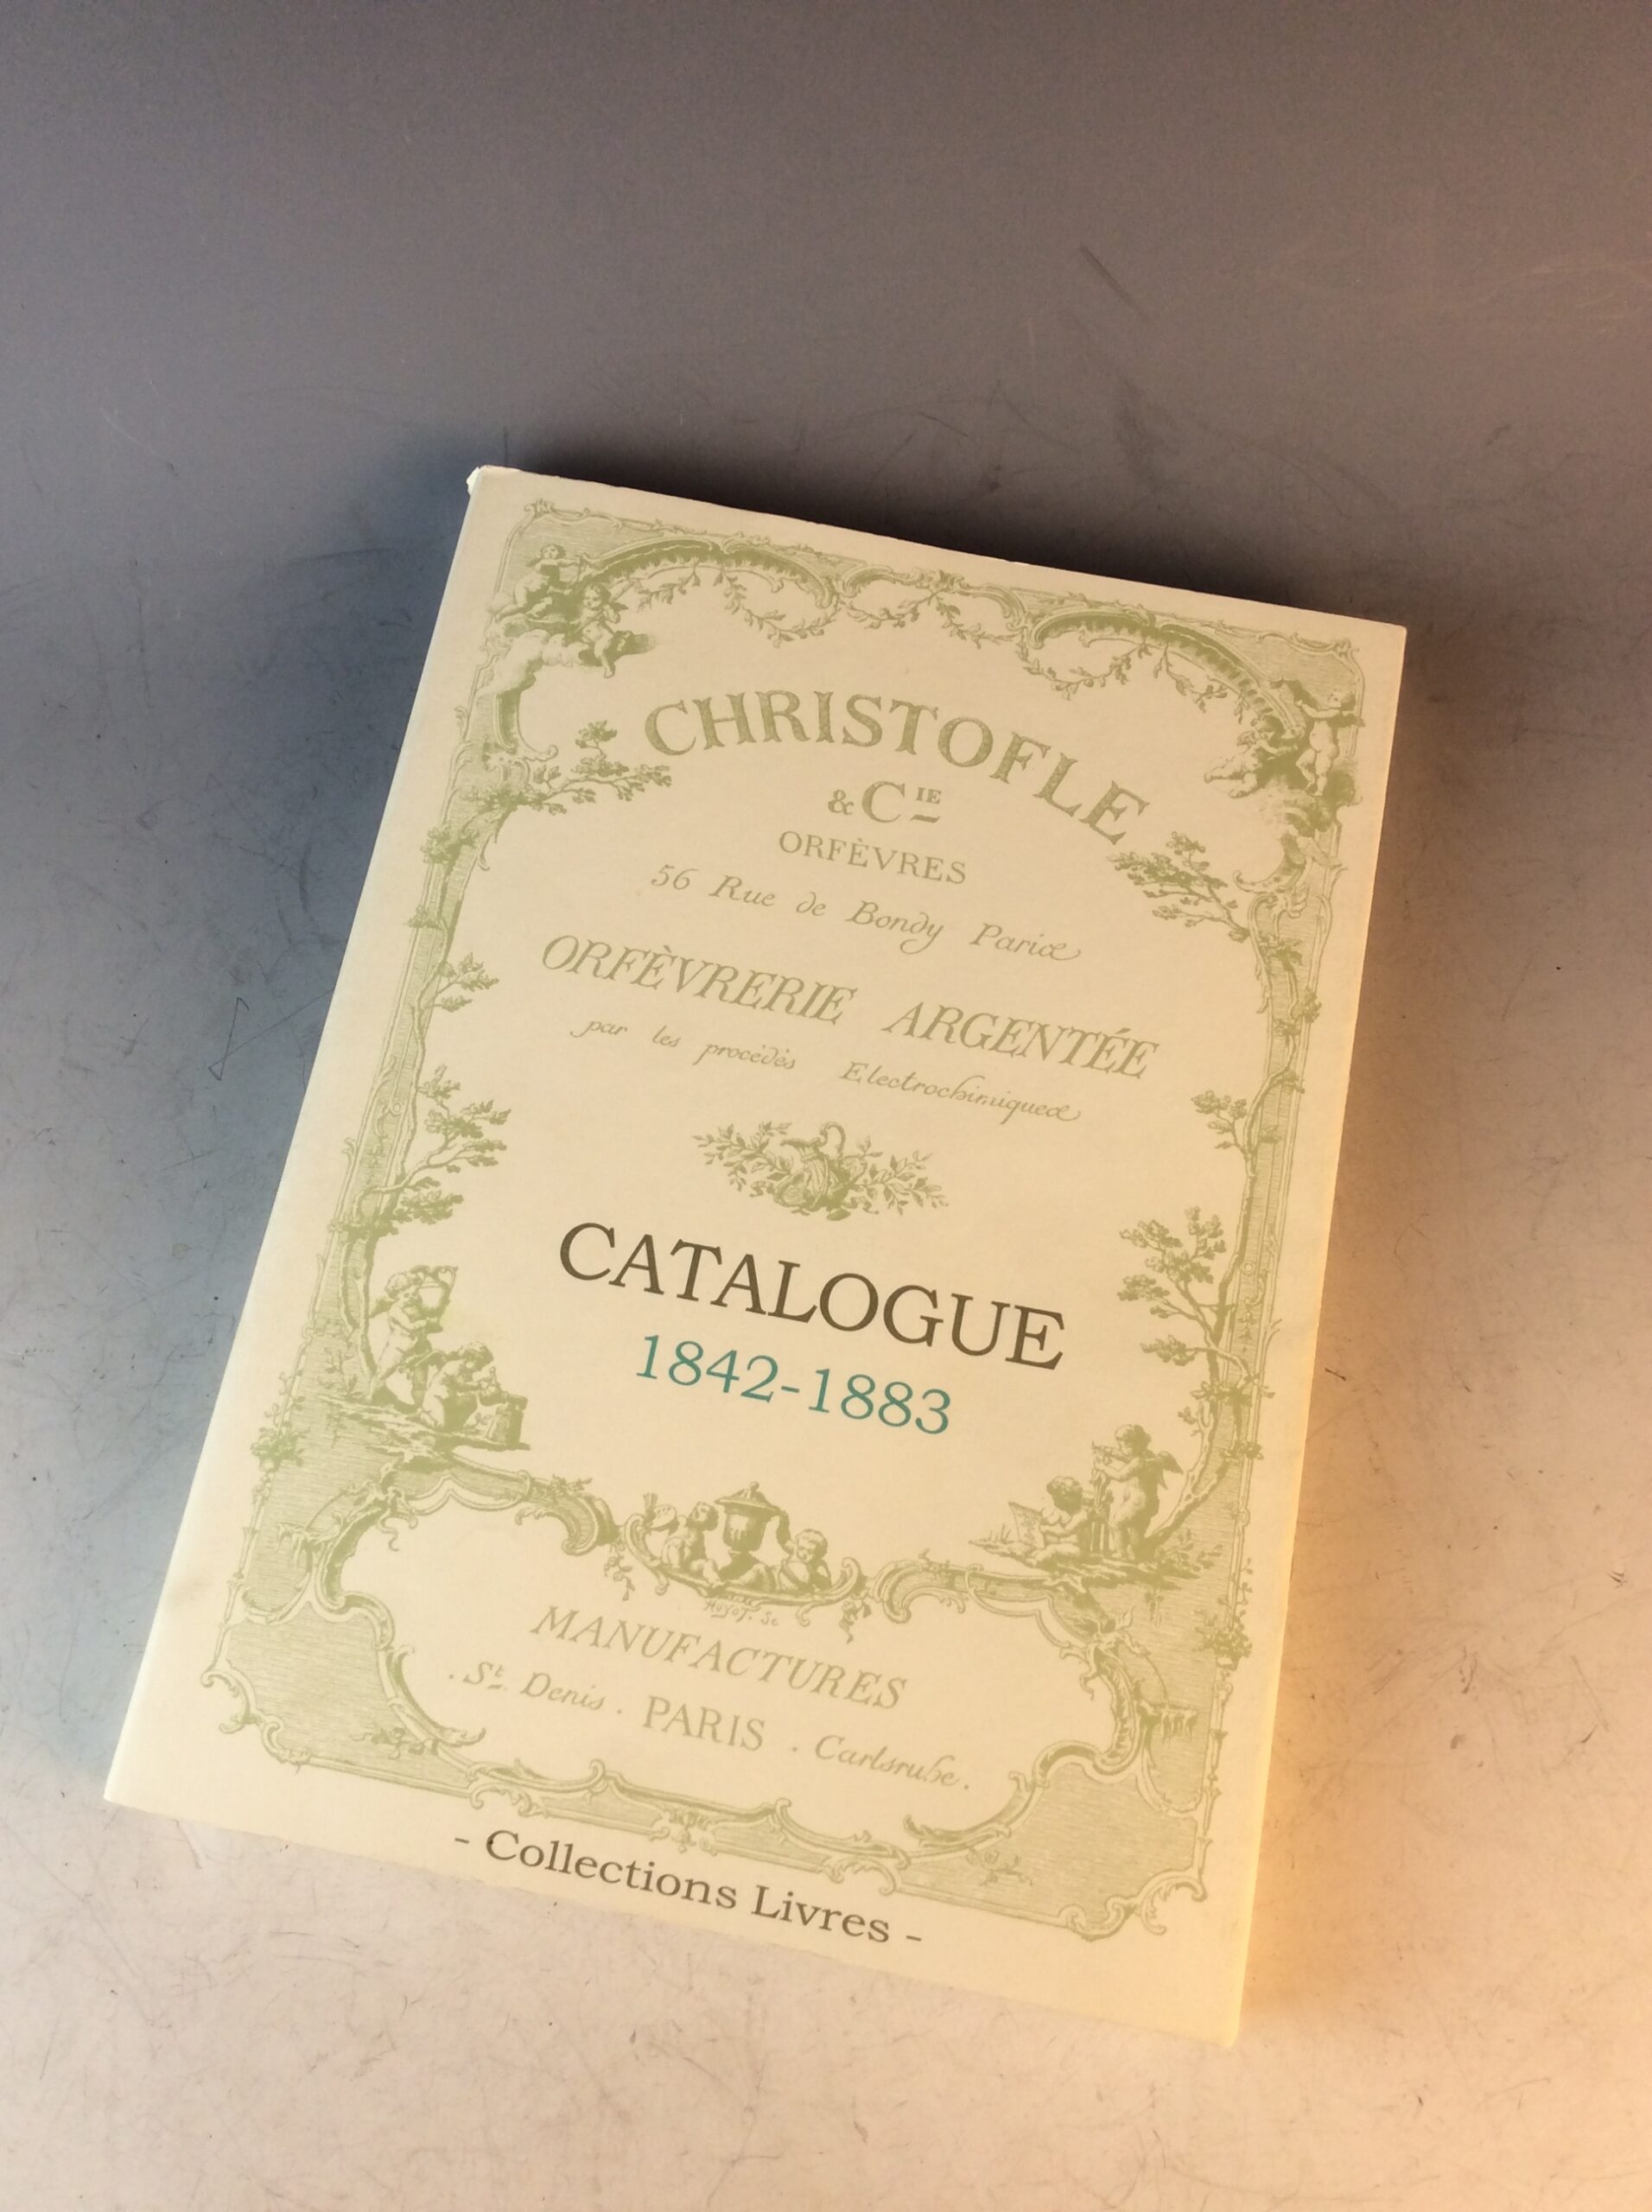 CHRISTOFLE
& CIE
ORFÈVRES
56 Rue de Bondy Paris
ORFÈVRERIE ARGENTÉE
par les procédés Electrochimiques
CATALOGUE
1842-1883
MANUFACTURES
. St. Denis . PARIS . Carlsruhe .
- Collections Livres -